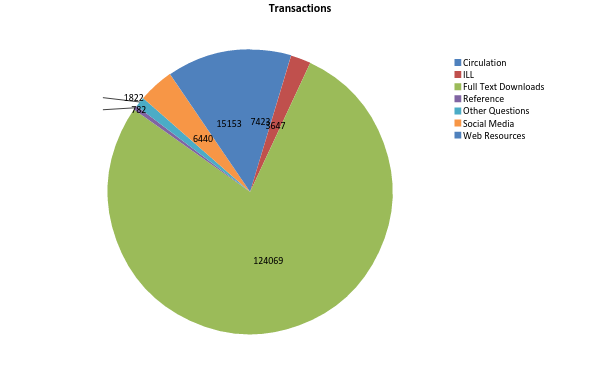 Transactions
Circulation
ILL
Full Text Downloads
Reference
Other Questions
Social Media
Web Resources
1822
782
6440
15153
7423
3647
124069